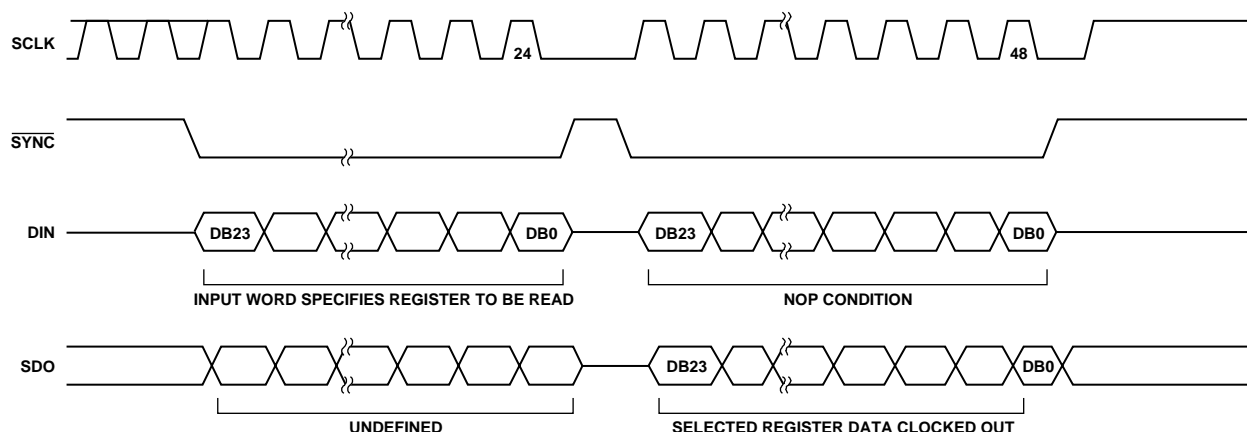 SCLK
24
48
SYNC
DIN
DB23
DB0
DB23
DB0
INPUT WORD SPECIFIES REGISTER TO BE READ
NOP CONDITION
SDO
DB23
DB0
UNDEFINED
SELECTED REGISTER DATA CLOCKED OUT